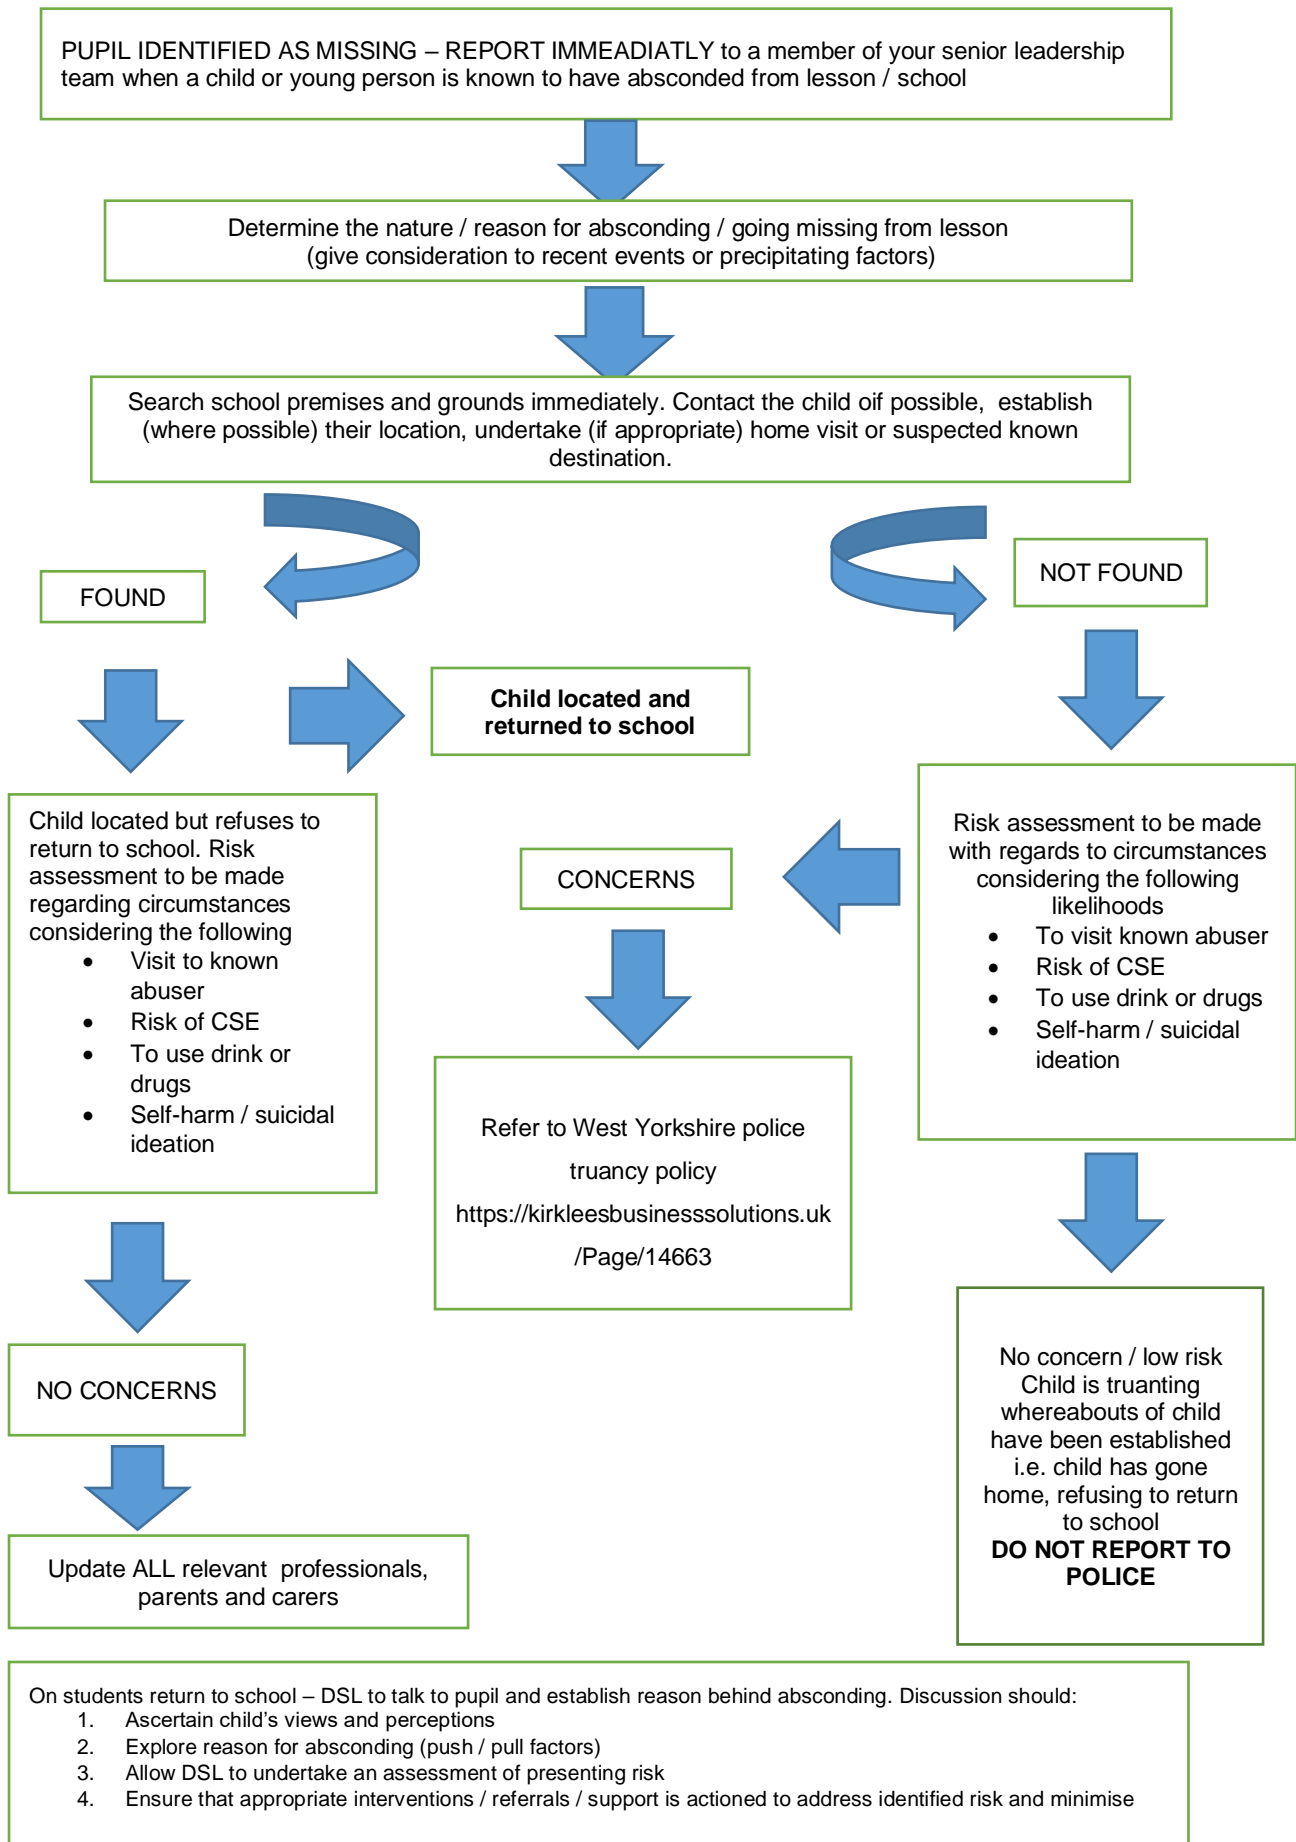 PUPIL IDENTIFIED AS MISSING – REPORT IMMEADIATLY to a member of your senior leadership
team when a child or young person is known to have absconded from lesson / school
Determine the nature / reason for absconding / going missing from lesson
(give consideration to recent events or precipitating factors)
Search school premises and grounds immediately. Contact the child oif possible, establish
(where possible) their location, undertake (if appropriate) home visit or suspected known
destination.
FOUND
NOT FOUND
Child located and
returned to school
Child located but refuses to
return to school. Risk
assessment to be made
regarding circumstances
considering the following
• Visit to known
abuser
• Risk of CSE
• To use drink or
drugs
• Self-harm / suicidal
ideation
CONCERNS
Risk assessment to be made
with regards to circumstances
considering the following
likelihoods
• To visit known abuser
• Risk of CSE
• To use drink or drugs
• Self-harm / suicidal
ideation
Refer to West Yorkshire police
truancy policy
https://kirkleesbusinesssolutions.uk
/Page/14663
NO CONCERNS
No concern / low risk
Child is truanting
whereabouts of child
have been established
i.e. child has gone
home, refusing to return
to school
DO NOT REPORT TO
POLICE
Update ALL relevant professionals,
parents and carers
On students return to school – DSL to talk to pupil and establish reason behind absconding. Discussion should:
1. Ascertain child's views and perceptions
2. Explore reason for absconding (push / pull factors)
3. Allow DSL to undertake an assessment of presenting risk
4. Ensure that appropriate interventions / referrals / support is actioned to address identified risk and minimise